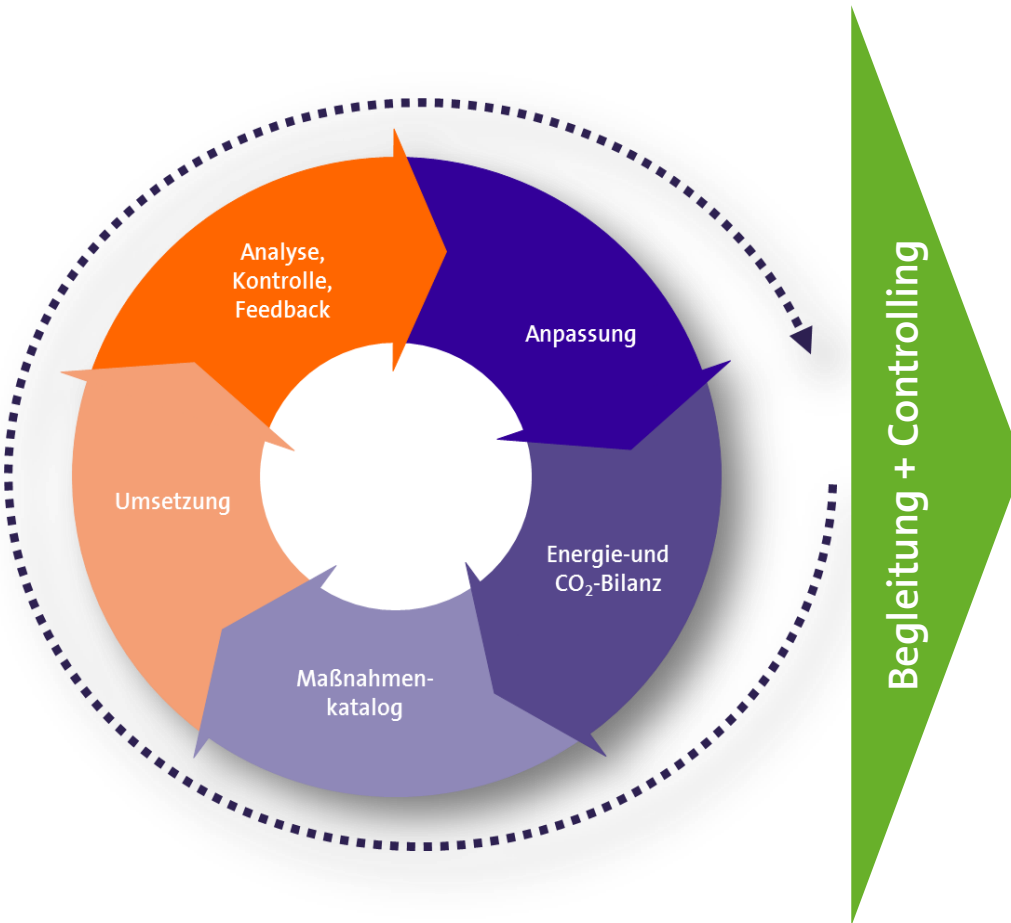 Analyse,
Kontrolle,
Feedback
Anpassung
Energie-und
CO₂-Bilanz
Maßnahmen-
katalog
Umsetzung
Begleitung + Controlling